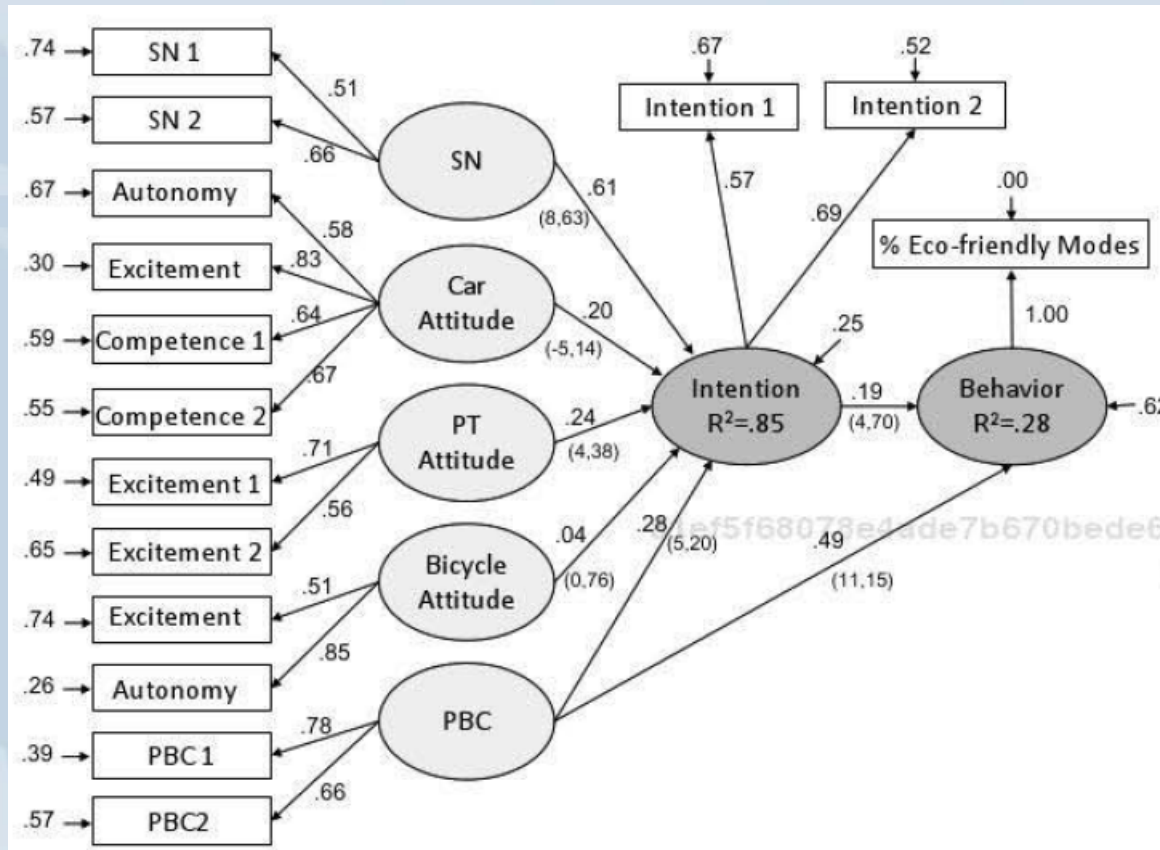 .74
SN 1
.51
.57
SN 2
.66
SN
.67
Autonomy
.58
.30
Excitement
.83
Car
Attitude
.59
Competence 1
.64
.55
Competence 2
.67
PT
Attitude
.49
Excitement 1
.71
.65
Excitement 2
.56
Bicycle
Attitude
.74
Excitement
.51
.26
Autonomy
.85
PBC
.39
PBC 1
.78
.57
PBC2
.66
.61
(8,63)
.20
(-5,14)
.24
(4,38)
.04
(0,76)
.28
(5,20)
.49
(11,15)
.67
Intention 1
.57
.52
Intention 2
.69
.00
% Eco-friendly Modes
1.00
.25
Intention
R²=.85
.19
(4,70)
Behavior
R²=.28